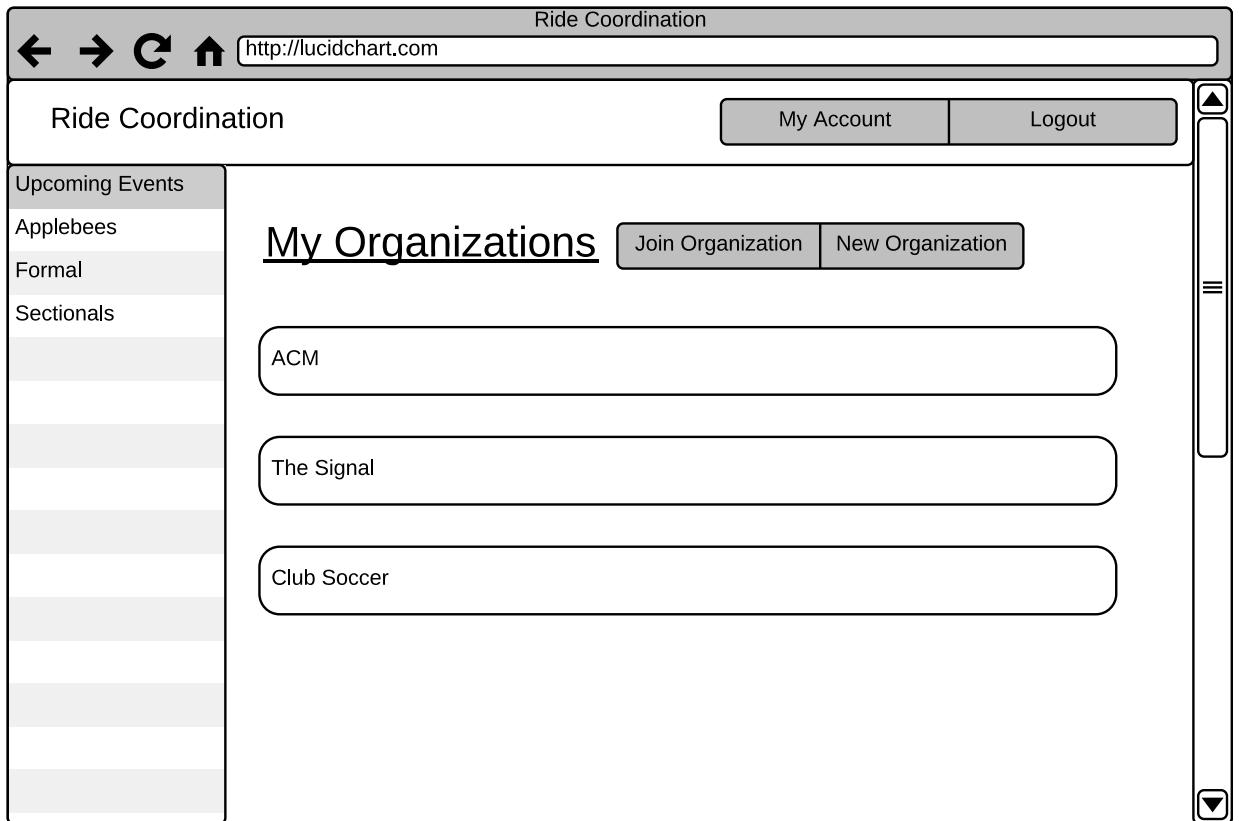 Ride Coordination
http://lucidchart.com
Ride Coordination
My Account
Logout
Upcoming Events
Applebees
Formal
Sectionals
My Organizations
Join Organization
New Organization
ACM
The Signal
Club Soccer